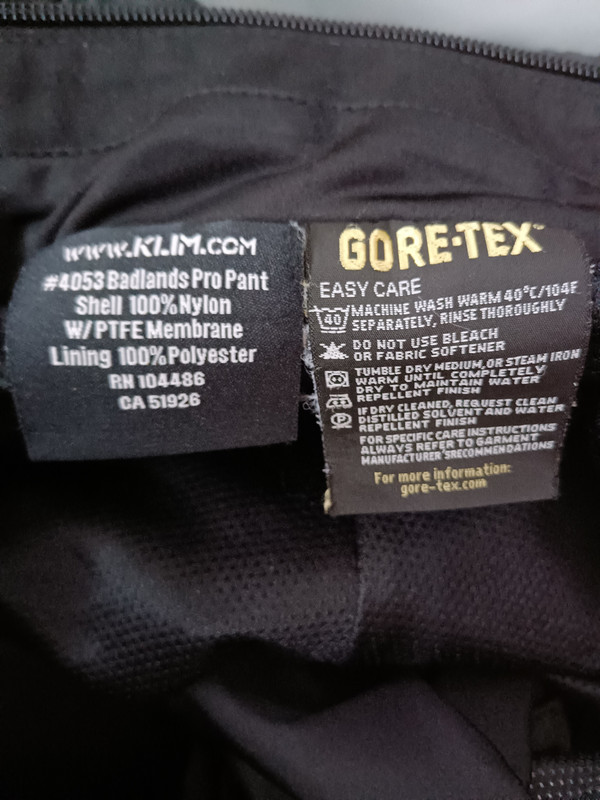 www.KLIM.COM
#4053 Badlands Pro Pant
Shell 100% Nylon
W/ PTFE Membrane
Lining 100% Polyester
RN 104486
CA 51926
GORE-TEX™
EASY CARE
40
MACHINE WASH WARM 40°C/104F
SEPARATELY, RINSE THOROUGHLY
DO NOT USE BLEACH
OR FABRIC SOFTENER
TUMBLE DRY MEDIUM, OR STEAM IRON
WARM UNTIL COMPLETELY
DRY TO MAINTAIN WATER
REPELLENT FINISH
P
IF DRY CLEANED, REQUEST CLEAN
DISTILLED SOLVENT AND WATER
REPELLENT FINISH
FOR SPECIFIC CARE INSTRUCTIONS
ALWAYS REFER TO GARMENT
MANUFACTURER'S RECOMMENDATIONS
For more information:
gore-tex.com